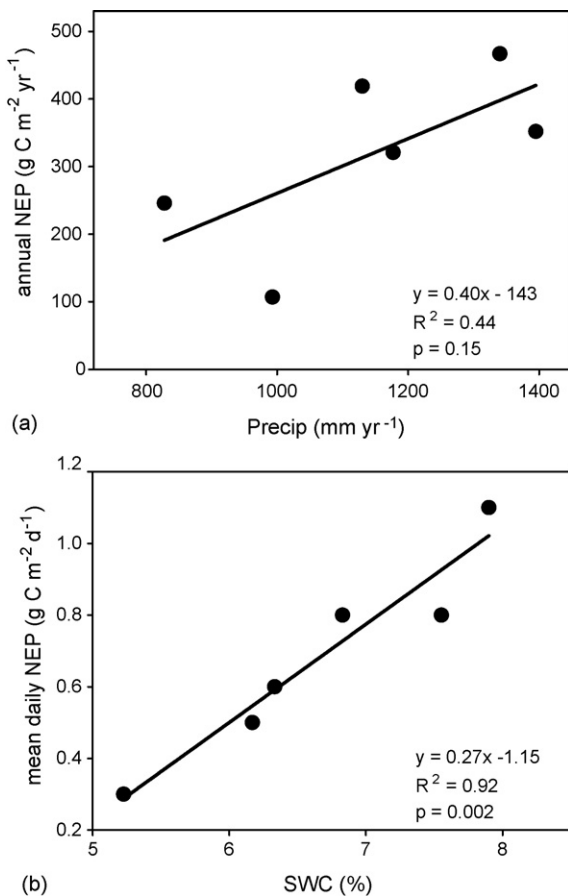 500
400
300
200
100
0
annual NEP (g C m⁻² yr⁻¹)
y = 0.40x - 143
R² = 0.44
p = 0.15
800 1000 1200 1400
(a) Precip (mm yr⁻¹)
1.2
1.0
0.8
0.6
0.4
0.2
mean daily NEP (g C m⁻² d⁻¹)
y = 0.27x -1.15
R² = 0.92
p = 0.002
5 6 7 8
(b) SWC (%)